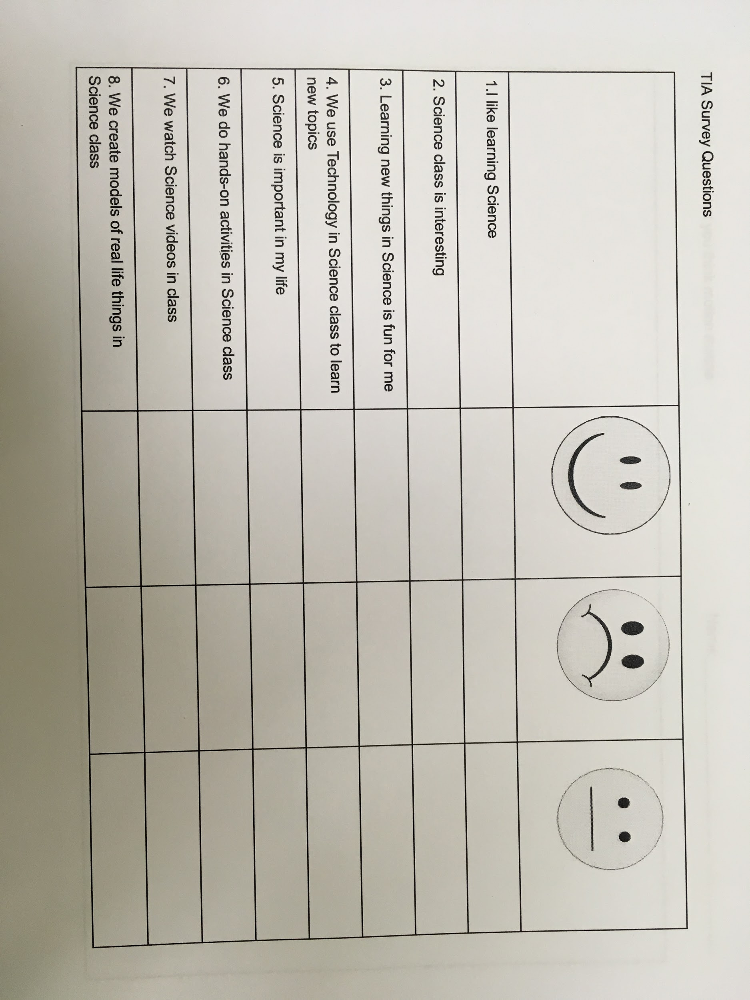 TIA Survey Questions
1.I like learning Science
2. Science class is interesting
3. Learning new things in Science is fun for me
4. We use Technology in Science class to learn
new topics
5. Science is important in my life
6. We do hands-on activities in Science class
7. We watch Science videos in class
8. We create models of real life things in
Science class